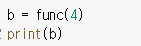 b = func(4)
print(b)